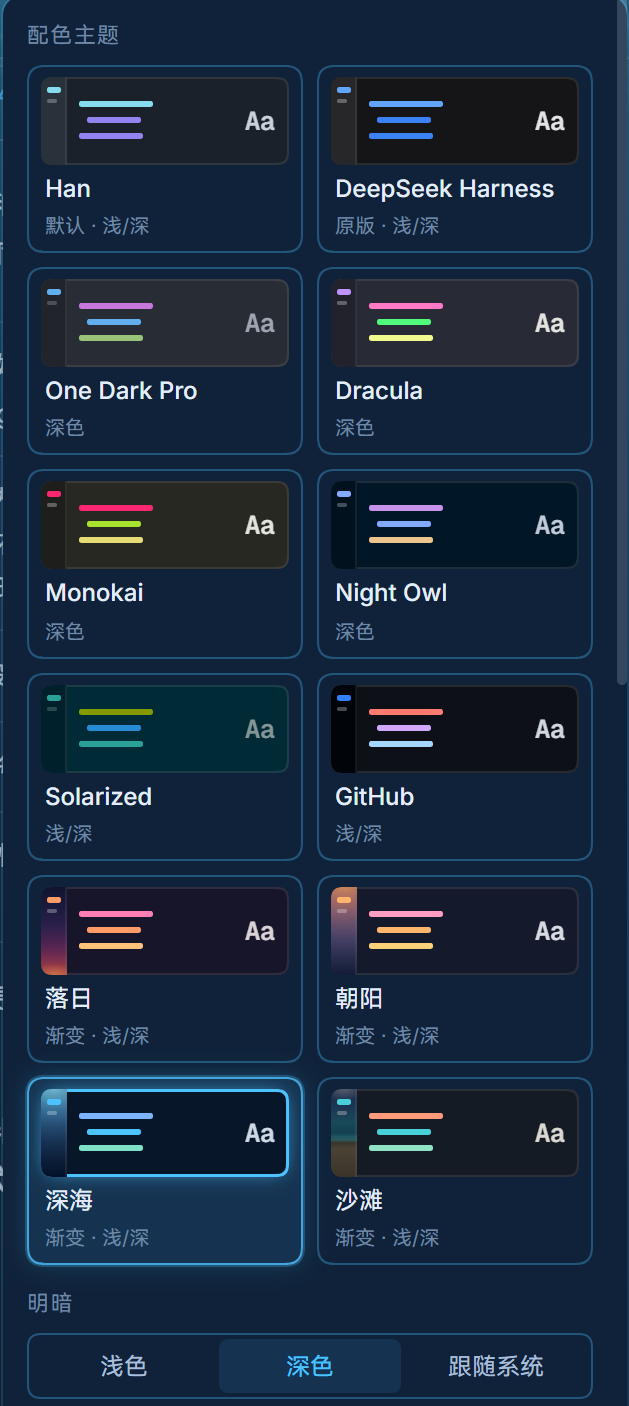 配色主题
Aa
Aa
Han
DeepSeek Harness
默认 · 浅/深
原版 · 浅/深
Aa
Aa
One Dark Pro
Dracula
深色
深色
Aa
Aa
Monokai
Night Owl
深色
深色
Aa
Aa
Solarized
GitHub
浅/深
浅/深
Aa
Aa
落日
朝阳
渐变 · 浅/深
渐变 · 浅/深
Aa
Aa
深海
沙滩
渐变 · 浅/深
渐变 · 浅/深
明暗
浅色
深色
跟随系统